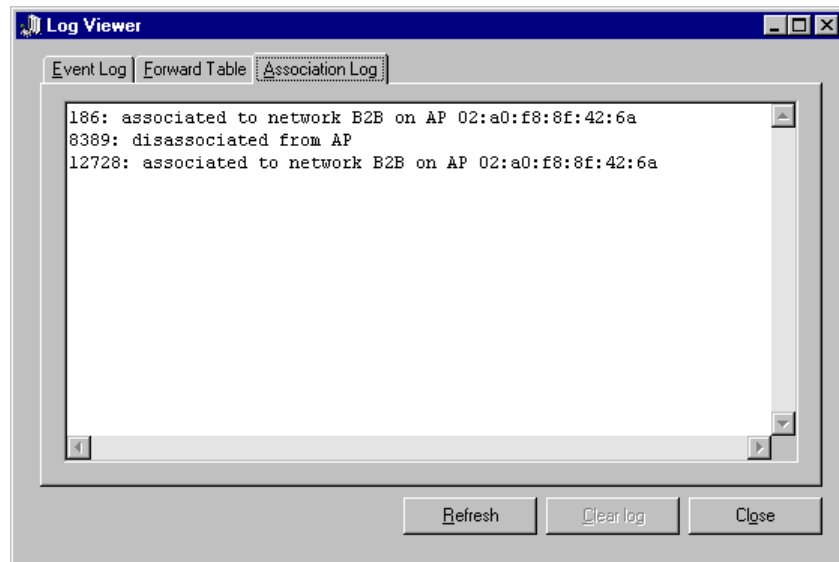 Log Viewer
Event Log Forward Table Association Log
186: associated to network B2B on AP 02:a0:f8:8f:42:6a
8389: disassociated from AP
12728: associated to network B2B on AP 02:a0:f8:8f:42:6a
Refresh Clear log Close